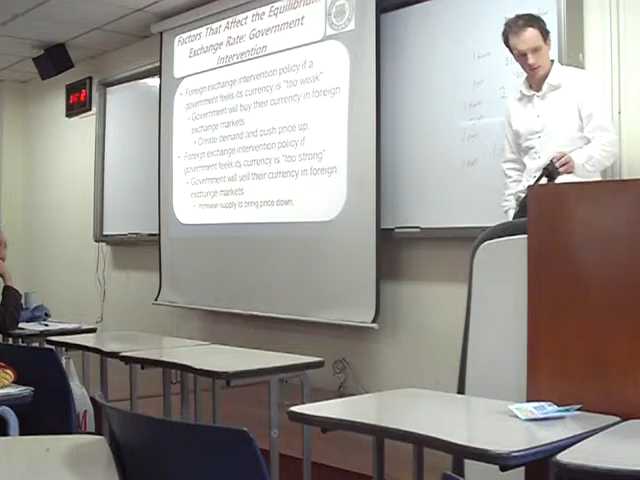 Factors That Affect the Equilibrium
Exchange Rate: Government
Intervention
• Foreign exchange intervention policy if a
government feels its currency is "too weak"
– Government will buy their currency in foreign
exchange markets
• Create demand and push price up.
• Foreign exchange intervention policy if
government feels its currency is "too strong"
– Government will sell their currency in foreign
exchange markets
• Increase supply to bring price down.